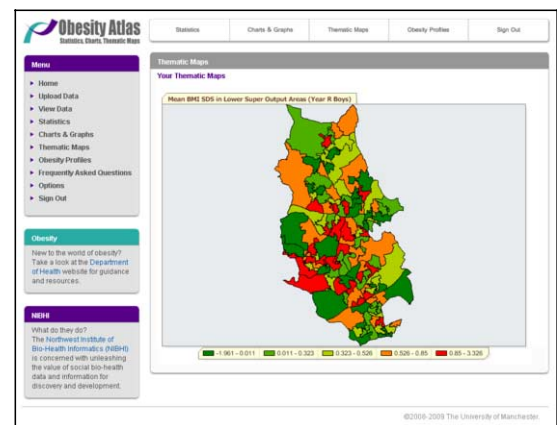 Obesity Atlas
Statistics, Charts, Thematic Maps
Statistics
Charts & Graphs
Thematic Maps
Obesity Profiles
Sign Out
Menu
Home
Upload Data
View Data
Statistics
Charts & Graphs
Thematic Maps
Obesity Profiles
Frequently Asked Questions
Options
Sign Out
Obesity
New to the world of obesity?
Take a look at the Department
of Health website for guidance
and resources.
NIBHI
What do they do?
The Northwest Institute of
Bio-Health Informatics (NIBHI)
is concerned with unleashing
the value of social bio-health
data and information for
discovery and development.
Thematic Maps
Your Thematic Maps
Mean BMI SDS in Lower Super Output Areas (Year R Boys)
-1.961 - 0.011
0.011 - 0.323
0.323 - 0.526
0.526 - 0.85
0.85 - 3.326
©2008-2009 The University of Manchester.